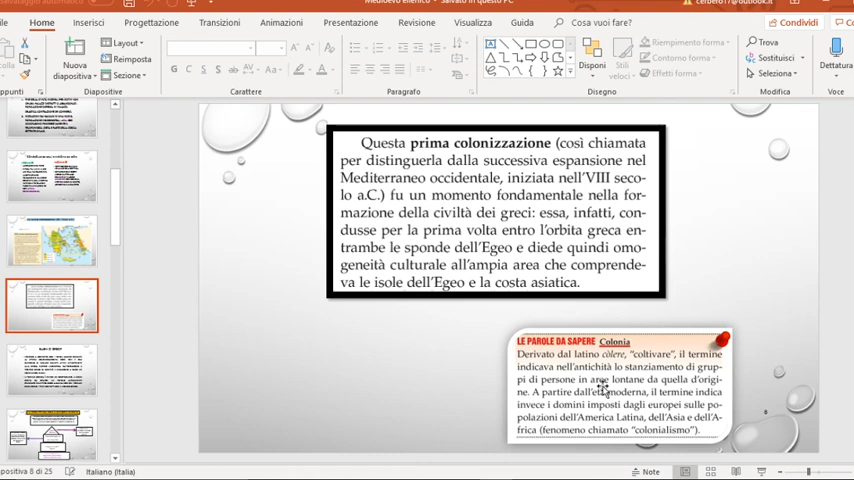 Medioevo ellenico - Salvato in questo PC
cerbero17@outlook.it
Home Inserisci Progettazione Transizioni Animazioni Presentazione Revisione Visualizza Guida Cosa vuoi fare? Condividi
Nuova diapositiva
Layout
Reimposta
Sezione
Disponi
Stili veloci
Riempimento forma
Contorno forma
Effetti forma
Trova
Sostituisci
Seleziona
Dettatura
Diapositive Carattere Paragrafo Disegno Modifica Voce
Questa prima colonizzazione (così chiamata
per distinguerla dalla successiva espansione nel
Mediterraneo occidentale, iniziata nell'VIII seco-
lo a.C.) fu un momento fondamentale nella for-
mazione della civiltà dei greci: essa, infatti, con-
dusse per la prima volta entro l'orbita greca en-
trambe le sponde dell'Egeo e diede quindi omo-
geneità culturale all'ampia area che comprende-
va le isole dell'Egeo e la costa asiatica.
LE PAROLE DA SAPERE Colonia
Derivato dal latino còlere, "coltivare", il termine
indicava nell'antichità lo stanziamento di grup-
pi di persone in aree lontane da quella d'origi-
ne. A partire dall'età moderna, il termine indica
invece i domini imposti dagli europei sulle po-
polazioni dell'America Latina, dell'Asia e dell'A-
frica (fenomeno chiamato "colonialismo").
8
positiva 8 di 25 Italiano (Italia) Note